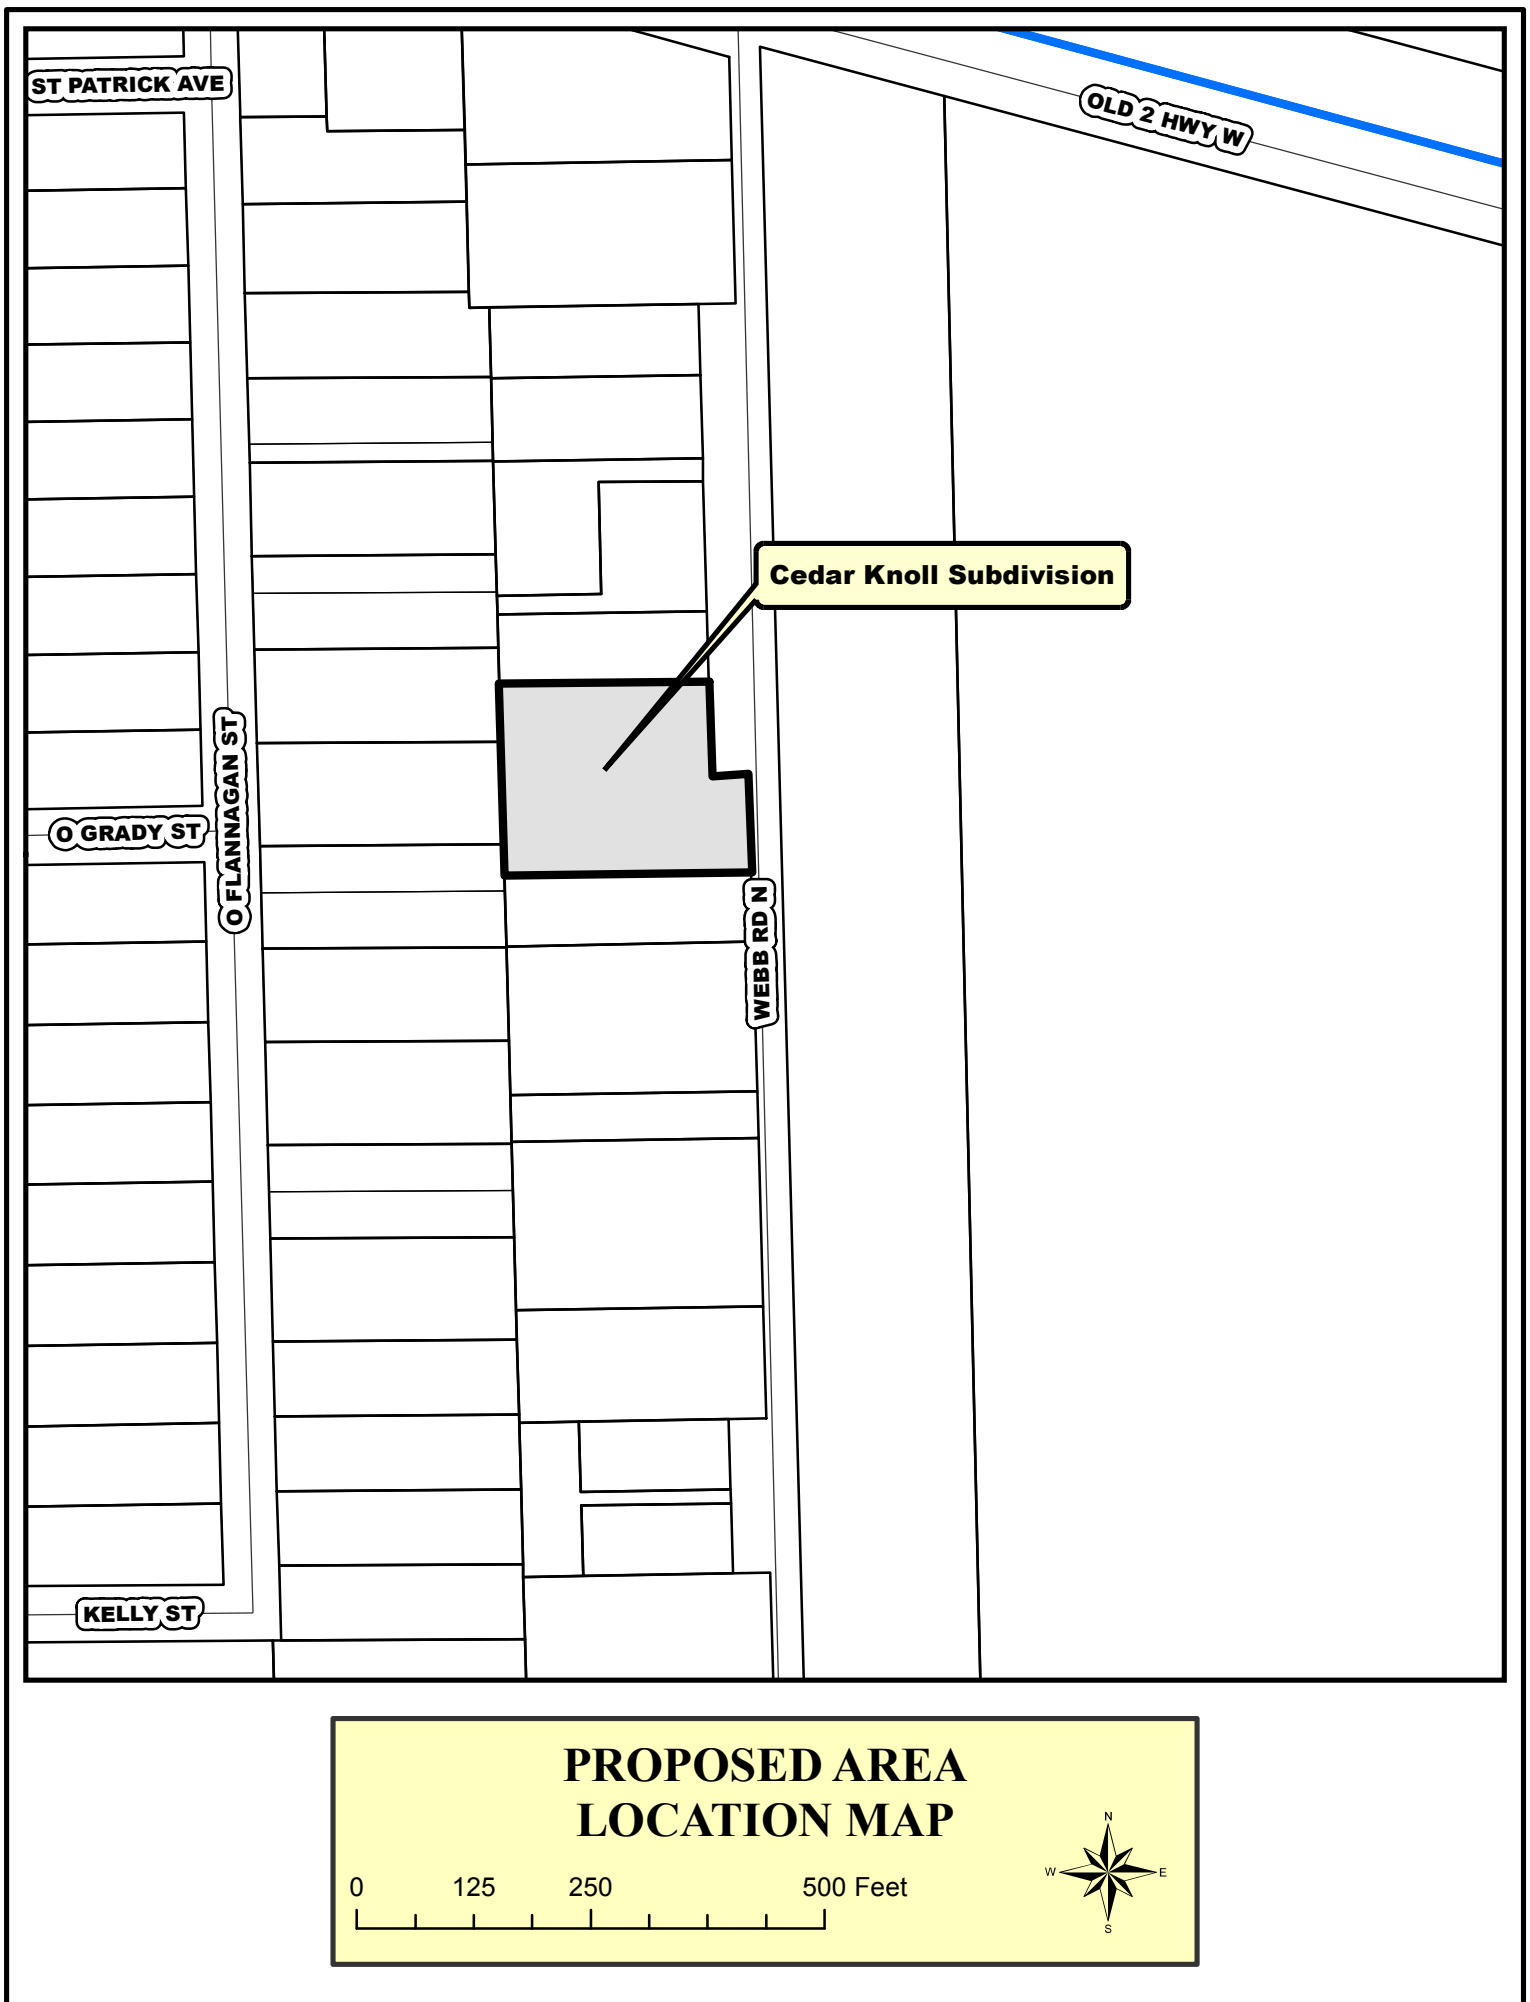 ST PATRICK AVE
OLD 2 HWY W
Cedar Knoll Subdivision
O FLANNAGAN ST
O GRADY ST
WEBB RD N
KELLY ST
PROPOSED AREA
LOCATION MAP
0 125 250 500 Feet
N
W E
S